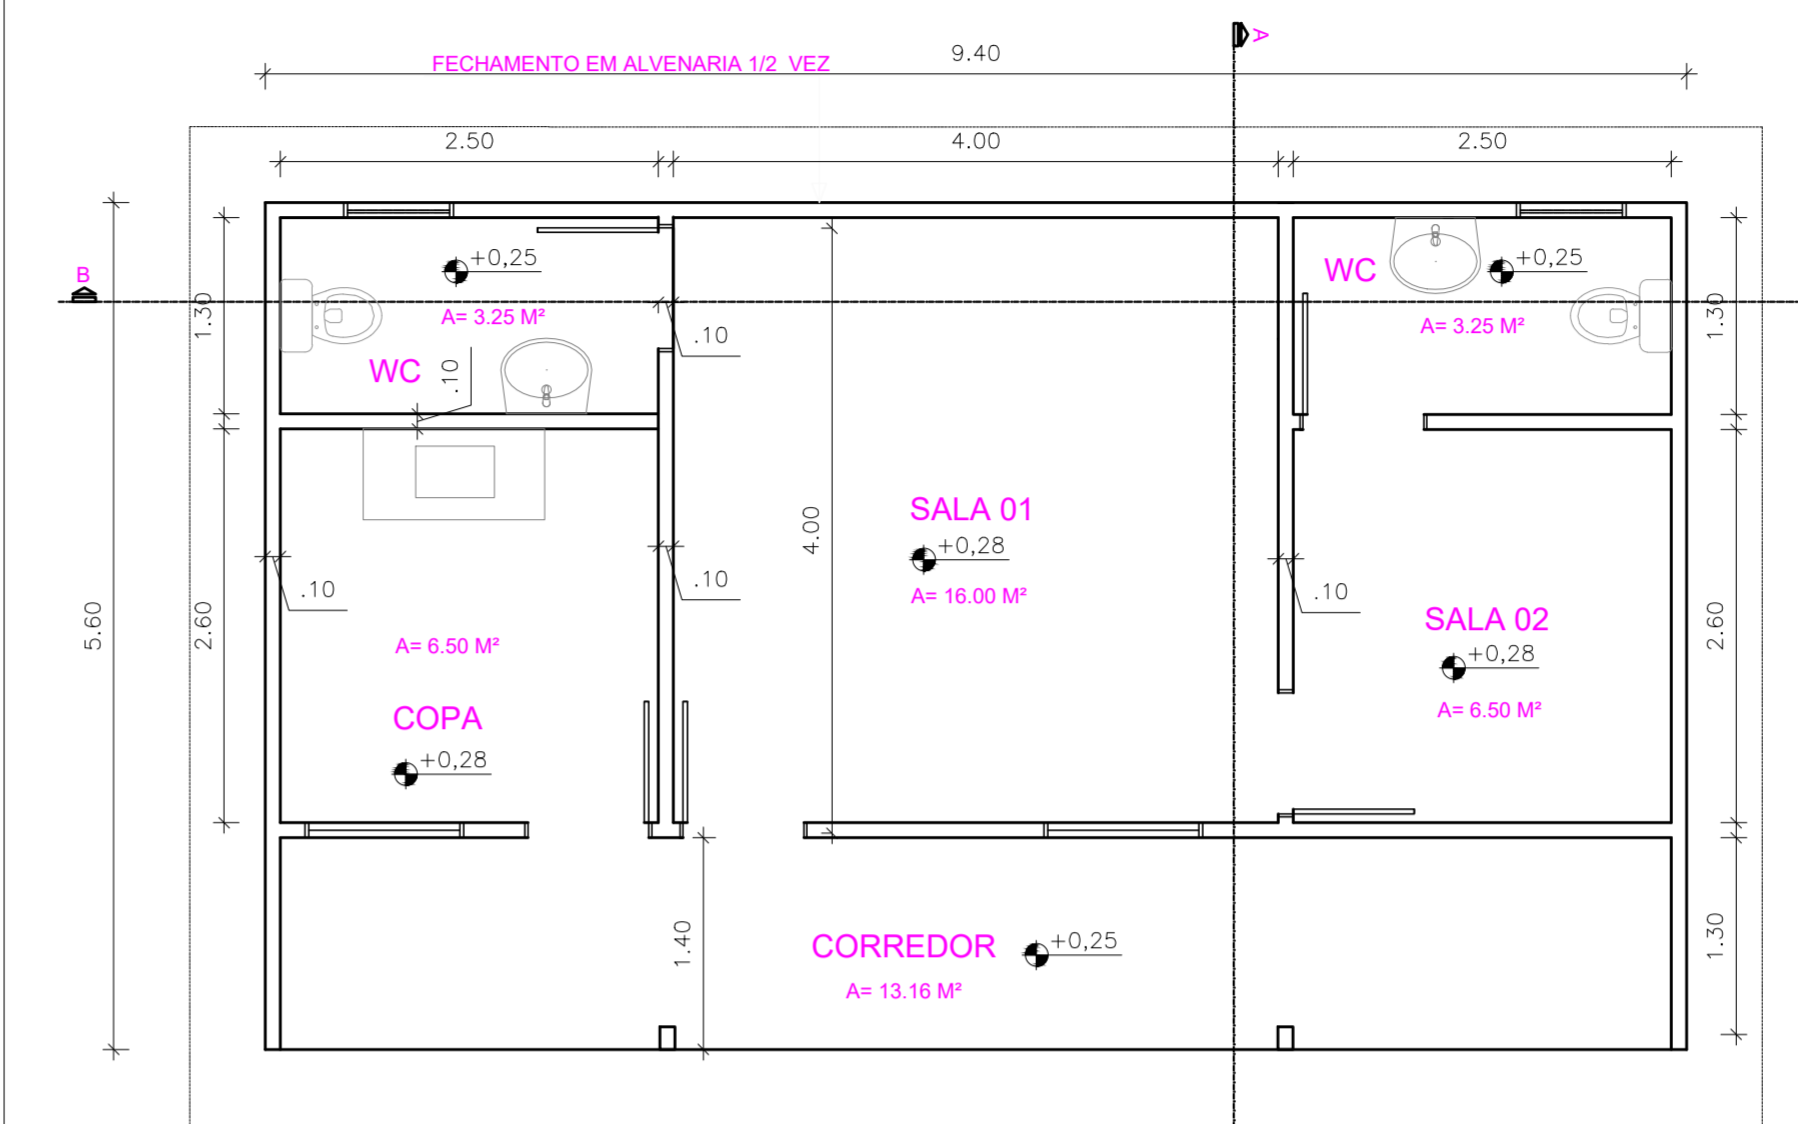 A
9.40
FECHAMENTO EM ALVENARIA 1/2 VEZ
2.50
4.00
2.50
B
+0,25
WC
+0,25
1.30
A= 3.25 M²
.10
A= 3.25 M²
1.30
WC
.10
SALA 01
4.00
+0,28
.10
.10
A= 16.00 M²
.10
5.60
2.60
A= 6.50 M²
SALA 02
2.60
+0,28
COPA
A= 6.50 M²
+0,28
1.40
CORREDOR
+0,25
1.30
A= 13.16 M²